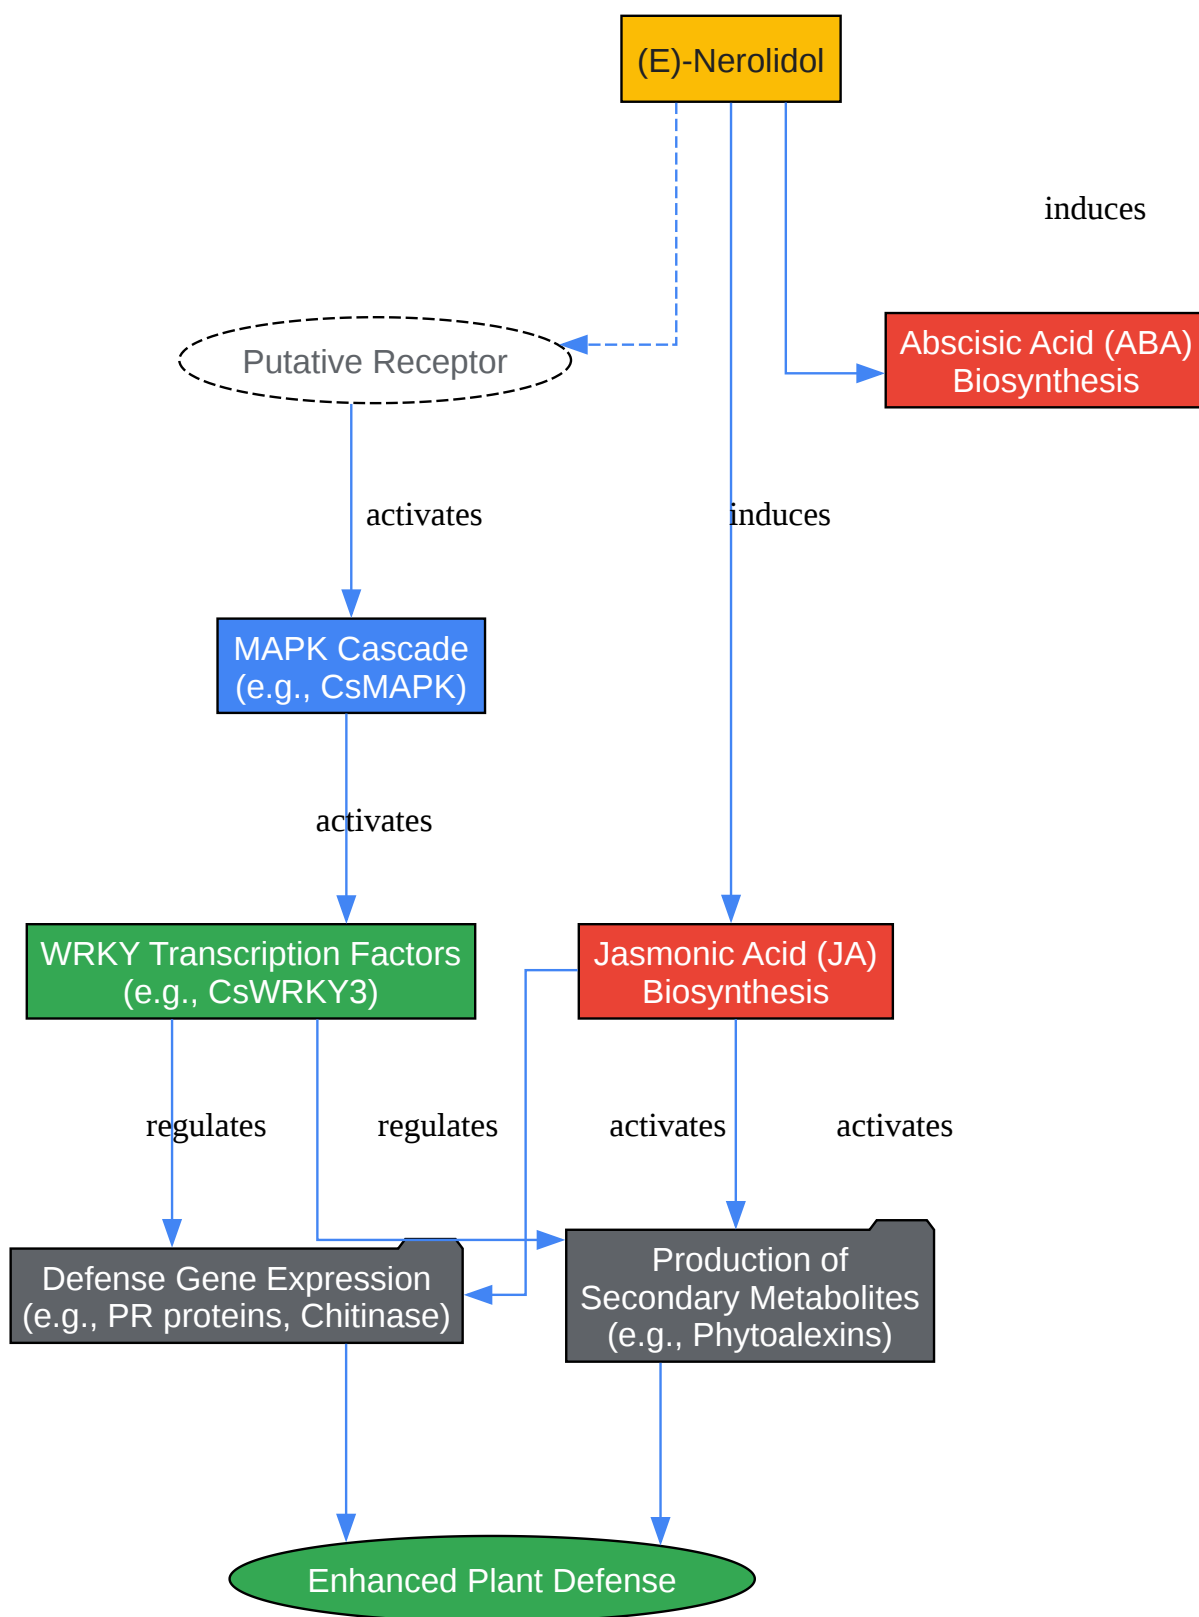 (E)-Nerolidol
induces
Abscisic Acid (ABA)
Biosynthesis
Putative Receptor
activates
induces
MAPK Cascade
(e.g., CsMAPK)
activates
WRKY Transcription Factors
(e.g., CsWRKY3)
Jasmonic Acid (JA)
Biosynthesis
regulates
regulates
activates
activates
Defense Gene Expression
(e.g., PR proteins, Chitinase)
Production of
Secondary Metabolites
(e.g., Phytoalexins)
Enhanced Plant Defense